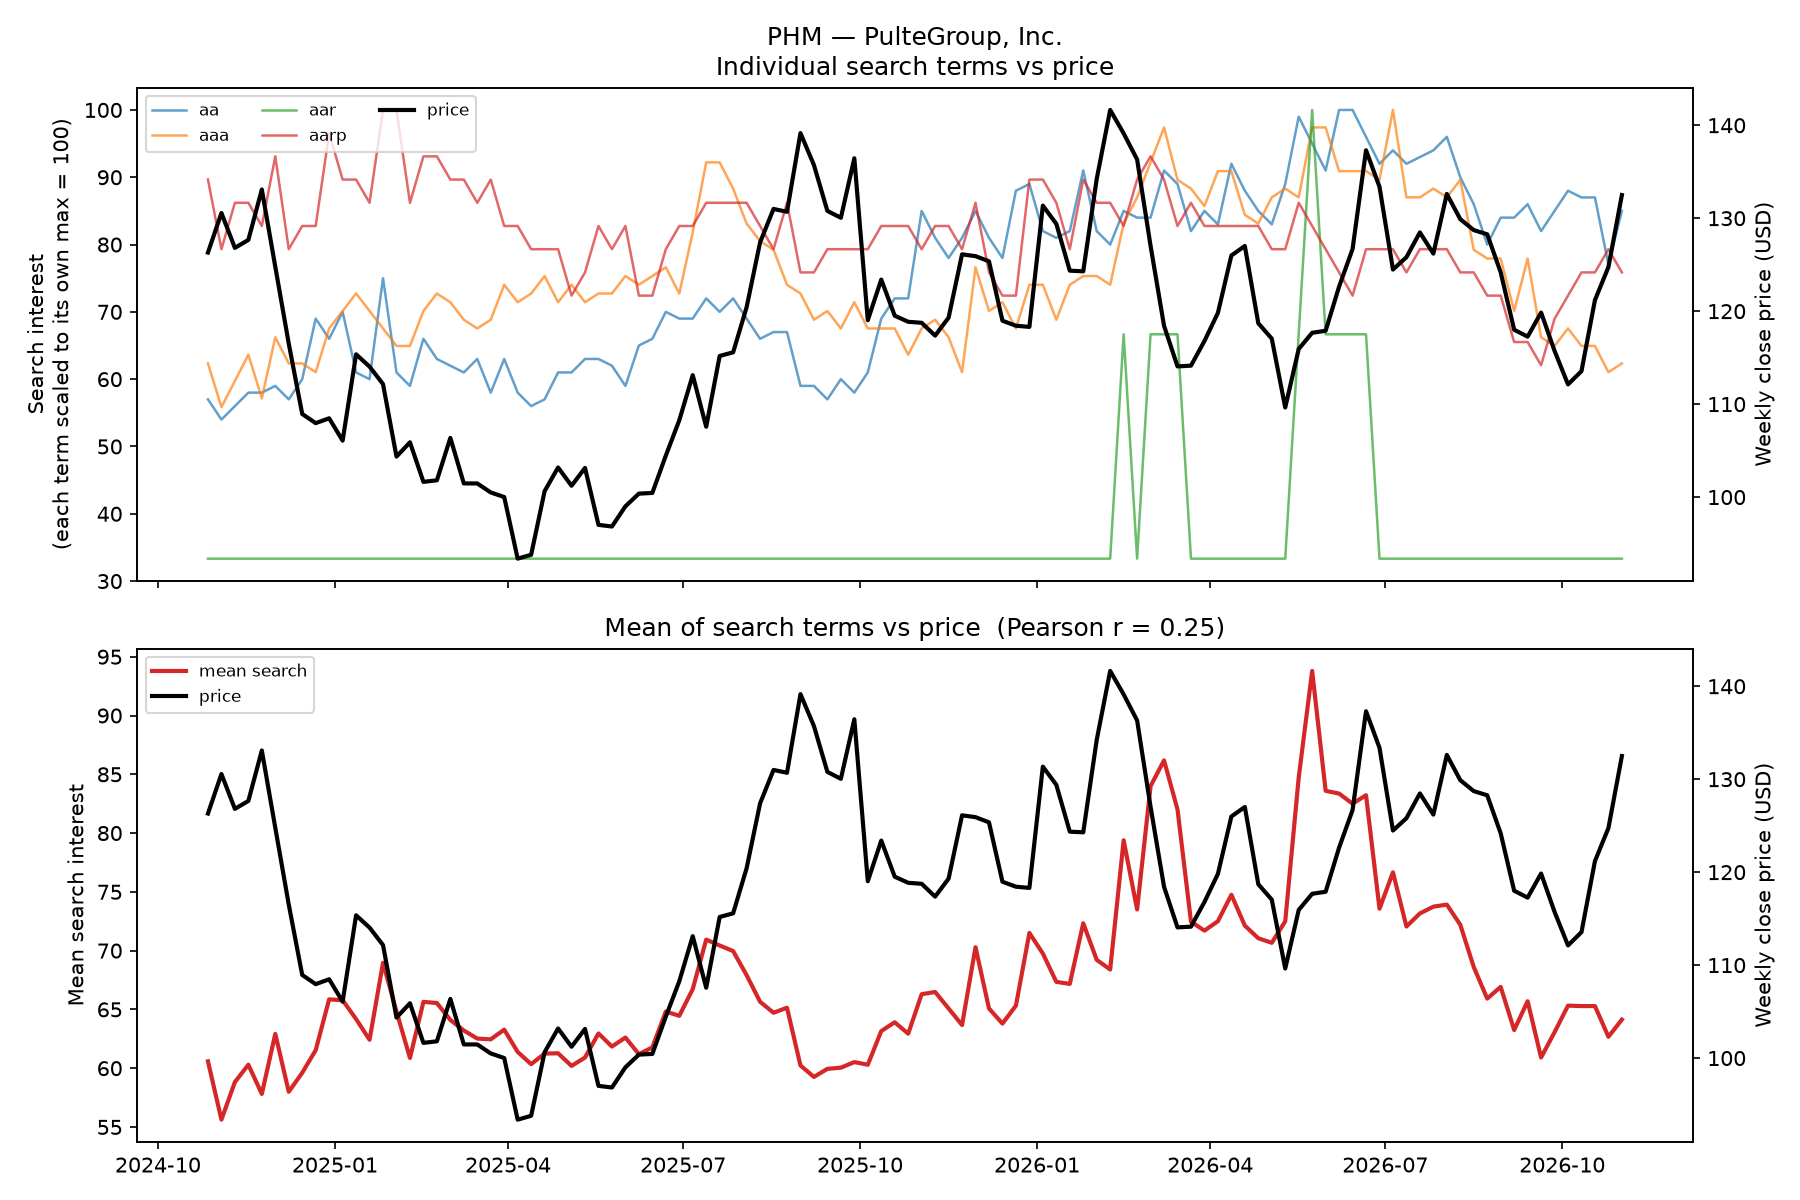 PHM — PulteGroup, Inc.
Individual search terms vs price
aa
aaa
aar
aarp
price
Search interest
(each term scaled to its own max = 100)
100
90
80
70
60
50
40
30
140
130
120
110
100
Weekly close price (USD)
Mean of search terms vs price (Pearson r = 0.25)
mean search
price
Mean search interest
95
90
85
80
75
70
65
60
55
140
130
120
110
100
Weekly close price (USD)
2024-10
2025-01
2025-04
2025-07
2025-10
2026-01
2026-04
2026-07
2026-10